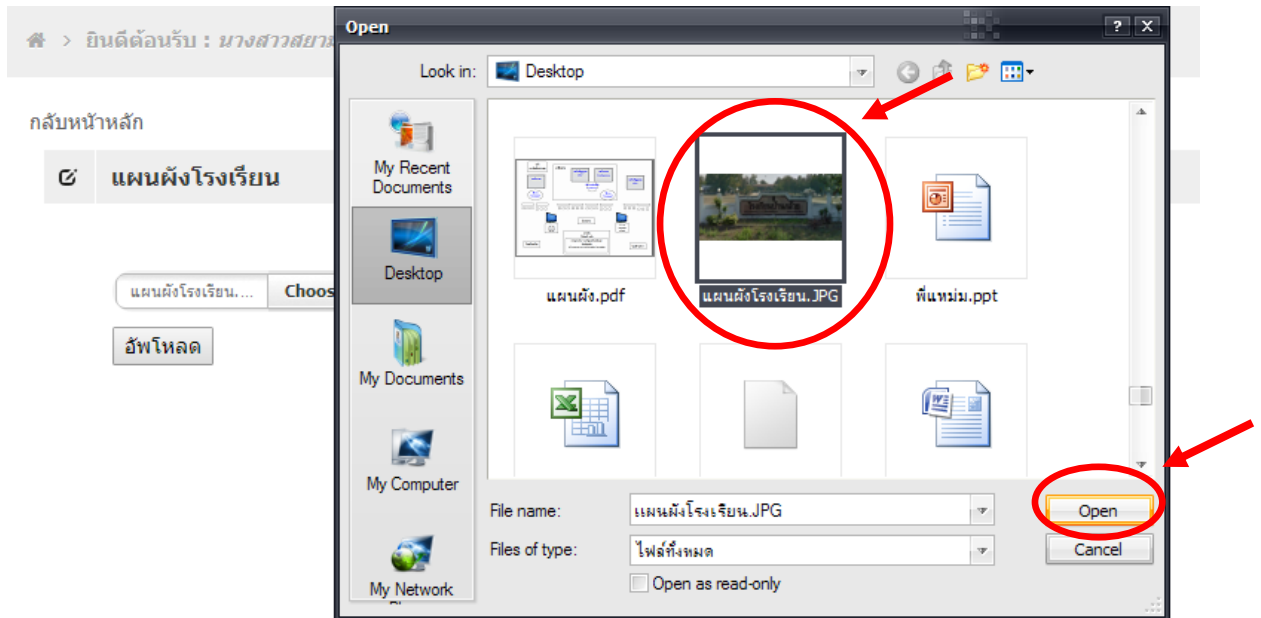 ยินดีต้อนรับ : นางสาวสยาม
กลับหน้าหลัก
แผนผังโรงเรียน
แผนผังโรงเรียน.... Choos
อัพโหลด
Open
Look in: Desktop
My Recent
Documents
Desktop
My Documents
My Computer
My Network
แผนผัง.pdf
แผนผังโรงเรียน.JPG
พี่แหม่ม.ppt
File name: แผนผังโรงเรียน.JPG
Open
Files of type: ไฟล์ทั้งหมด
Cancel
Open as read-only